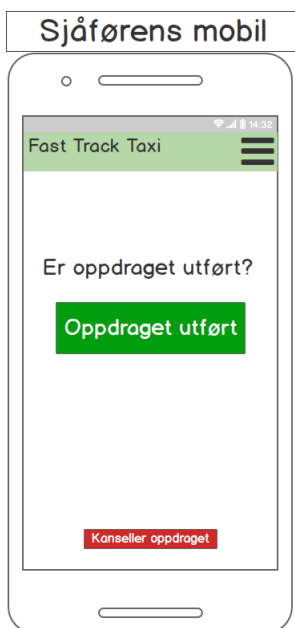 Sjåførens mobil
14:32
Fast Track Taxi
Er oppdraget utført?
Oppdraget utført
Kanseller oppdraget